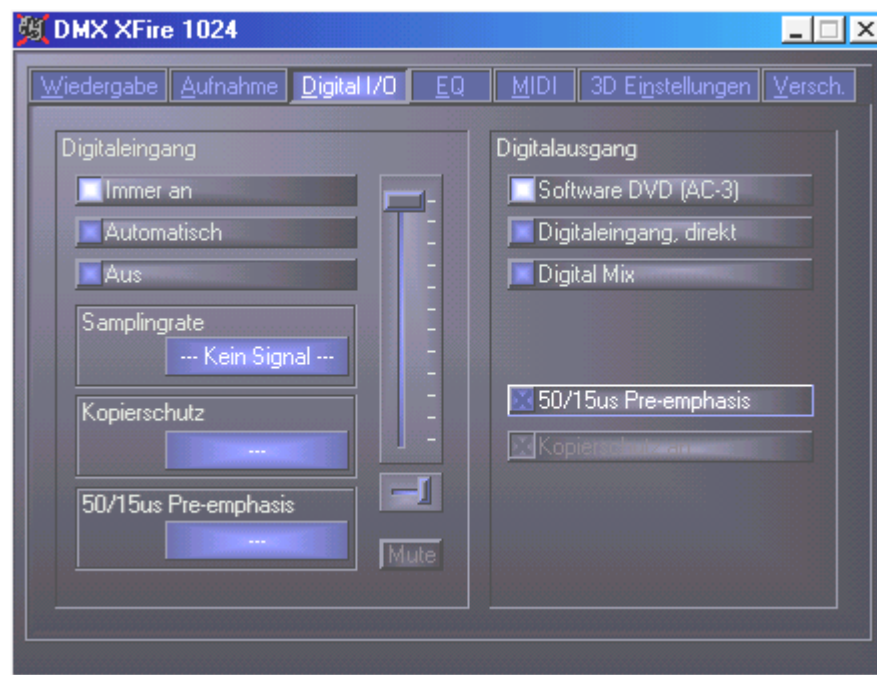 DMX XFire 1024
Wiedergabe Aufnahme Digital I/O EQ MIDI 3D Einstellungen Versch.
Digitaleingang
Immer an
Automatisch
Aus
Samplingrate
--- Kein Signal ---
Kopierschutz
---
50/15us Pre-emphasis
---
Mute
Digitalausgang
Software DVD (AC-3)
Digitaleingang, direkt
Digital Mix
50/15us Pre-emphasis
Kopierschutz an